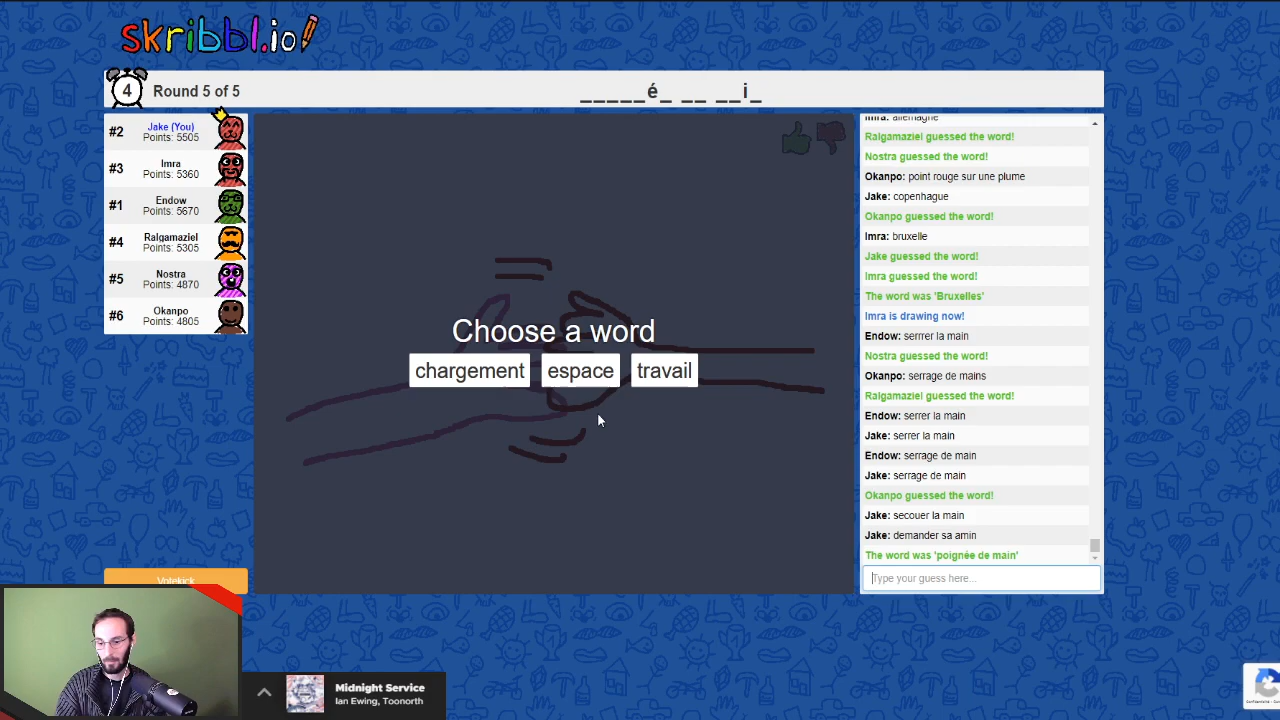 skribbl.io
4
Round 5 of 5
_____é_ __ __i_
#2
Jake (You)
Points: 5505
#3
Imra
Points: 5360
#1
Endow
Points: 5670
#4
Ralgamaziel
Points: 5305
#5
Nostra
Points: 4870
#6
Okanpo
Points: 4805
Votekick
Choose a word
chargement
espace
travail
Imra: allemagne
Ralgamaziel guessed the word!
Nostra guessed the word!
Okanpo: point rouge sur une plume
Jake: copenhague
Okanpo guessed the word!
Imra: bruxelle
Jake guessed the word!
Imra guessed the word!
The word was 'Bruxelles'
Imra is drawing now!
Endow: serrrer la main
Nostra guessed the word!
Okanpo: serrage de mains
Ralgamaziel guessed the word!
Endow: serrer la main
Jake: serrer la main
Endow: serrage de main
Jake: serrage de main
Okanpo guessed the word!
Jake: secouer la main
Jake: demander sa amin
The word was 'poignée de main'
Type your guess here...
Midnight Service
Ian Ewing, Toonorth